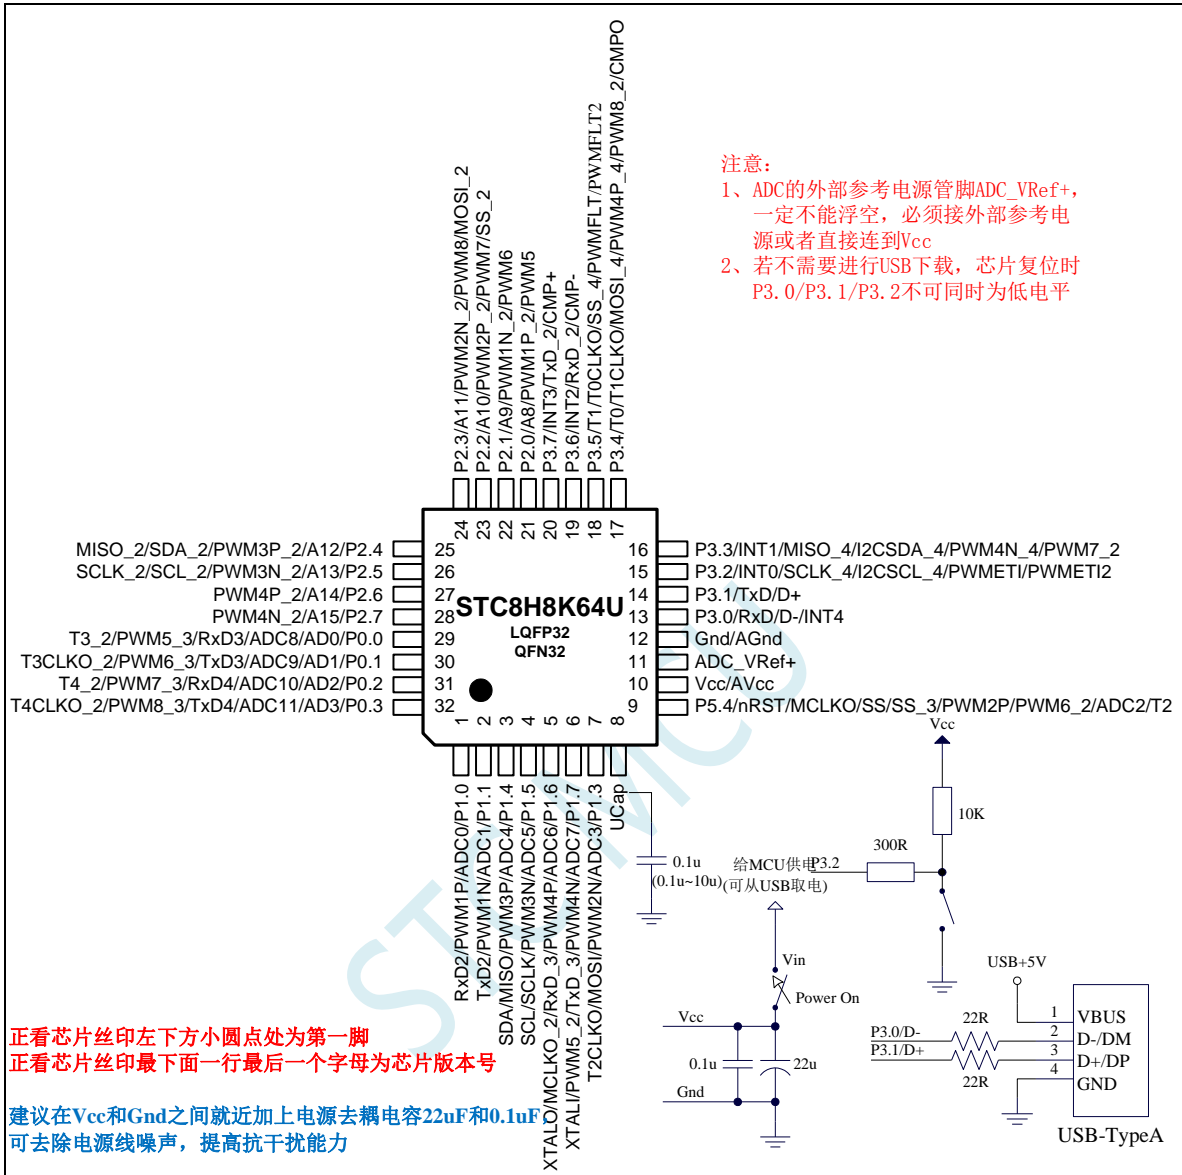 P2.3/A11/PWM2N_2/PWM8/MOSI_2
P2.2/A10/PWM2P_2/PWM7/SS_2
P2.1/A9/PWM1N_2/PWM6
P2.0/A8/PWM1P_2/PWM5
P3.7/INT3/TxD_2/CMP+
P3.6/INT2/RxD_2/CMP-
P3.5/T1/T0CLKO/SS_4/PWMFLT/PWMFLT2
P3.4/T0/T1CLKO/MOSI_4/PWM4P_4/PWM8_2/CMPO
注意:
1、ADC的外部参考电源管脚ADC_VRef+,
一定不能浮空，必须接外部参考电
源或者直接连到Vcc
2、若不需要进行USB下载，芯片复位时
P3.0/P3.1/P3.2不可同时为低电平
24 23 22 21 20 19 18 17
MISO_2/SDA_2/PWM3P_2/A12/P2.4 25
SCLK_2/SCL_2/PWM3N_2/A13/P2.5 26
PWM4P_2/A14/P2.6 27
PWM4N_2/A15/P2.7 28
T3_2/PWM5_3/RxD3/ADC8/AD0/P0.0 29
T3CLKO_2/PWM6_3/TxD3/ADC9/AD1/P0.1 30
T4_2/PWM7_3/RxD4/ADC10/AD2/P0.2 31
T4CLKO_2/PWM8_3/TxD4/ADC11/AD3/P0.3 32
STC8H8K64U
LQFP32
QFN32
16 P3.3/INT1/MISO_4/I2CSDA_4/PWM4N_4/PWM7_2
15 P3.2/INT0/SCLK_4/I2CSCL_4/PWMETI/PWMETI2
14 P3.1/TxD/D+
13 P3.0/RxD/D-/INT4
12 Gnd/AGnd
11 ADC_VRef+
10 Vcc/AVcc
9 P5.4/nRST/MCLKO/SS/SS_3/PWM2P/PWM6_2/ADC2/T2
1 2 3 4 5 6 7 8
RxD2/PWM1P/ADC0/P1.0
TxD2/PWM1N/ADC1/P1.1
SDA/MISO/PWM3P/ADC4/P1.4
SCL/SCLK/PWM3N/ADC5/P1.5
XTALO/MCLKO_2/RxD_3/PWM4P/ADC6/P1.6
XTALI/PWM5_2/TxD_3/PWM4N/ADC7/P1.7
T2CLKO/MOSI/PWM2N/ADC3/P1.3
UCap
STC MCU
0.1u
(0.1u~10u)
给MCU供电
(可从USB取电)
Vin
Power On
Vcc
0.1u
22u
Gnd
Vcc
10K
300R
P3.2
USB+5V
P3.0/D-
P3.1/D+
22R
22R
1 VBUS
2 D-/DM
3 D+/DP
4 GND
USB-TypeA
正看芯片丝印左下方小圆点处为第一脚
正看芯片丝印最下面一行最后一个字母为芯片版本号
建议在Vcc和Gnd之间就近加上电源去耦电容22uF和0.1uF,
可去除电源线噪声，提高抗干扰能力